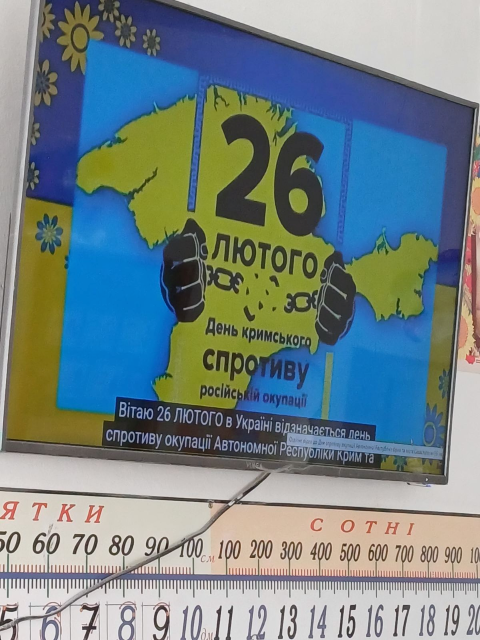 26
ЛЮТОГО
День кримського
спротиву
російській окупації
Вітаю 26 ЛЮТОГО в Україні відзначається день
спротиву окупації Автономної Республіки Крим та
ЯТКИ
СОТНІ
50 60 70 80 90 100 см 100 200 300 400 500 600 700 800 900
5 6 7 8 9 10 дм 11 12 13 14 15 16 17 18 19 20